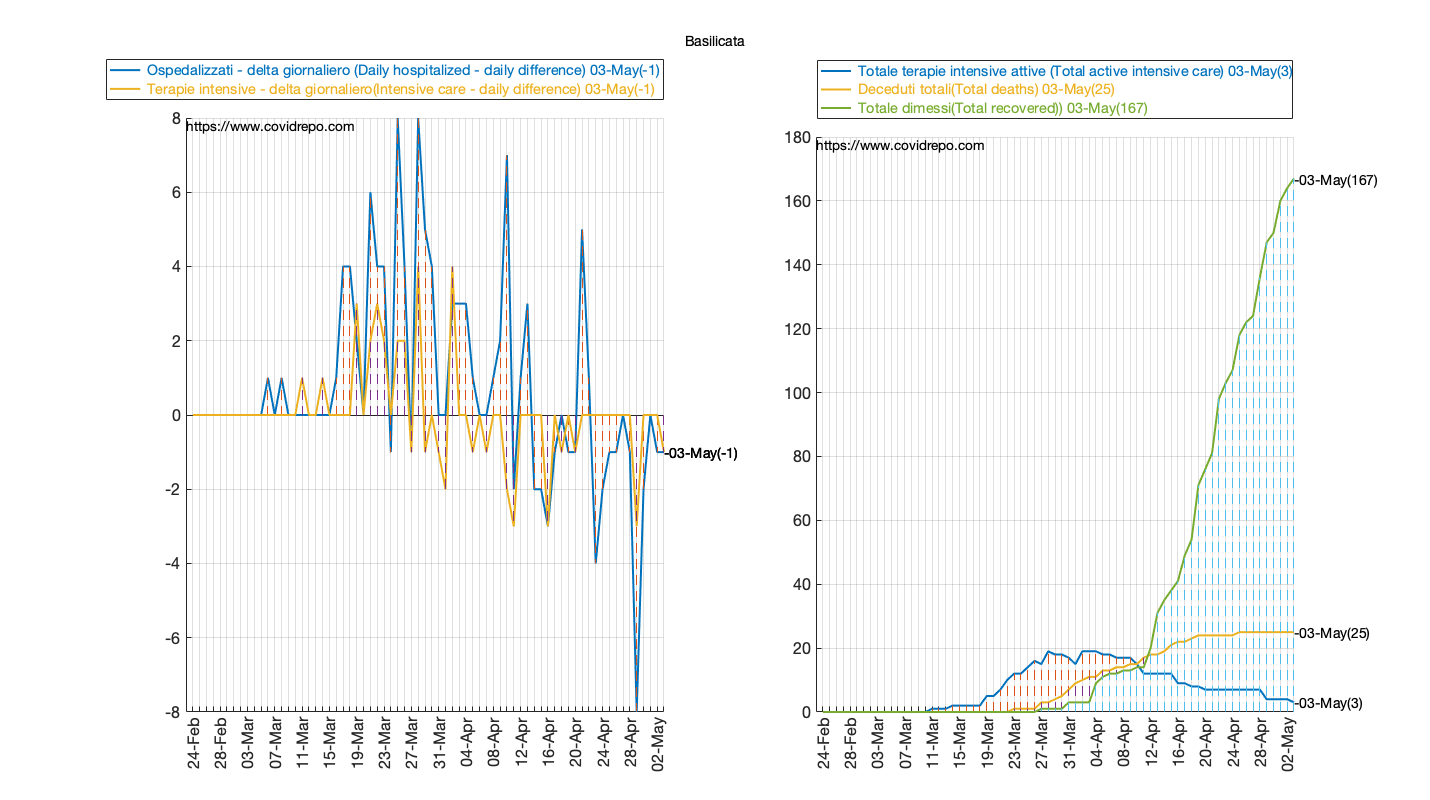 Basilicata
Ospedalizzati - delta giornaliero (Daily hospitalized - daily difference) 03-May(-1)
Terapie intensive - delta giornaliero(Intensive care - daily difference) 03-May(-1)
https://www.covidrepo.com
8
6
4
2
0
-2
-4
-6
-8
-03-May(-1)
24-Feb
28-Feb
03-Mar
07-Mar
11-Mar
15-Mar
19-Mar
23-Mar
27-Mar
31-Mar
04-Apr
08-Apr
12-Apr
16-Apr
20-Apr
24-Apr
28-Apr
02-May
Totale terapie intensive attive (Total active intensive care) 03-May(3)
Deceduti totali(Total deaths) 03-May(25)
Totale dimessi(Total recovered)) 03-May(167)
https://www.covidrepo.com
180
160
140
120
100
80
60
40
20
0
-03-May(167)
-03-May(25)
-03-May(3)
24-Feb
28-Feb
03-Mar
07-Mar
11-Mar
15-Mar
19-Mar
23-Mar
27-Mar
31-Mar
04-Apr
08-Apr
12-Apr
16-Apr
20-Apr
24-Apr
28-Apr
02-May